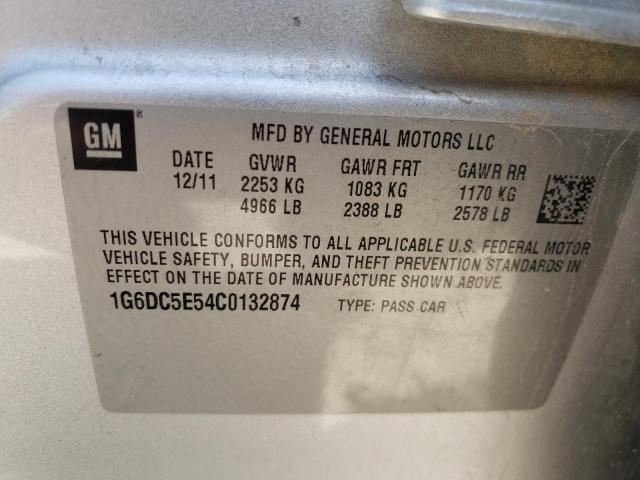 GM®
MFD BY GENERAL MOTORS LLC
DATE GVWR GAWR FRT GAWR RR
12/11 2253 KG 1083 KG 1170 KG
4966 LB 2388 LB 2578 LB
THIS VEHICLE CONFORMS TO ALL APPLICABLE U.S. FEDERAL MOTOR
VEHICLE SAFETY, BUMPER, AND THEFT PREVENTION STANDARDS IN
EFFECT ON THE DATE OF MANUFACTURE SHOWN ABOVE.
1G6DC5E54C0132874 TYPE: PASS CAR